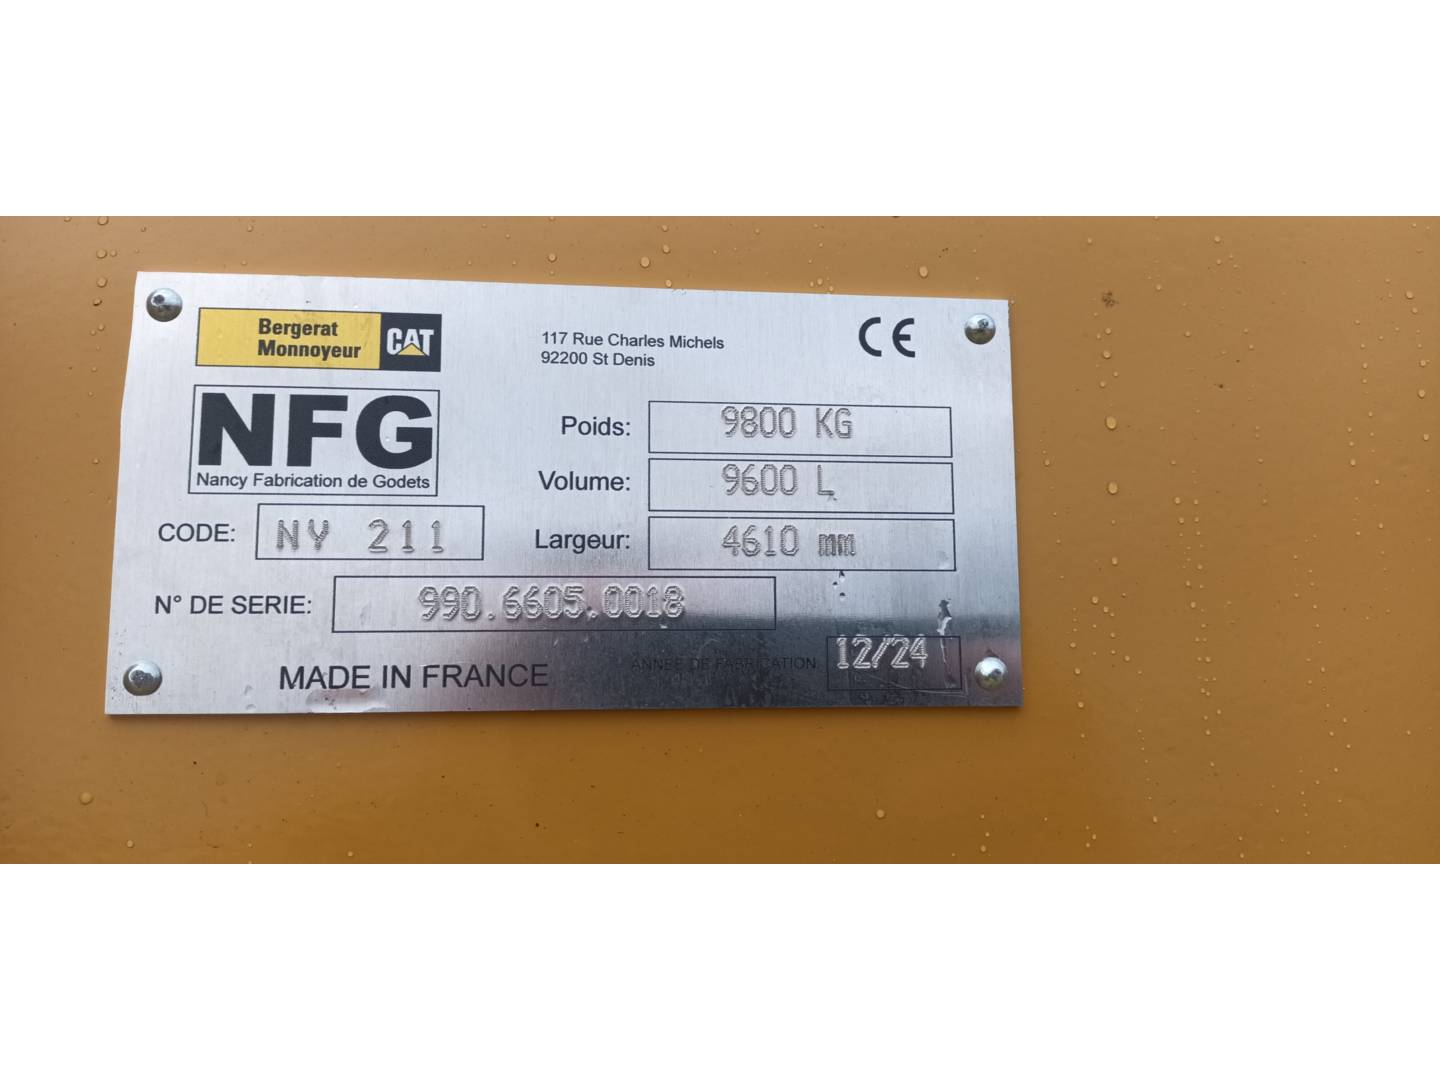 Bergerat
Monnoyeur
CAT
117 Rue Charles Michels
92200 St Denis
CE
NFG
Nancy Fabrication de Godets
Poids: 9800 KG
Volume: 9600 L
CODE: NV 211
Largeur: 4610 mm
N° DE SERIE: 990.6605.0018
MADE IN FRANCE
ANNEE DE FABRICATION 12/24